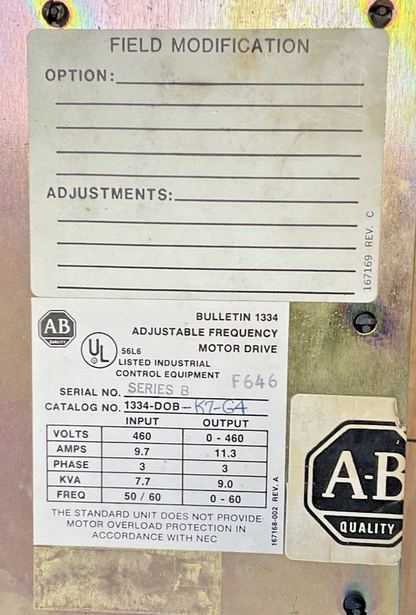 FIELD MODIFICATION
OPTION:
ADJUSTMENTS:
167169 REV. C
AB
QUALITY
UL
56L6
LISTED INDUSTRIAL
CONTROL EQUIPMENT
BULLETIN 1334
ADJUSTABLE FREQUENCY
MOTOR DRIVE
SERIAL NO. SERIES B F646
CATALOG NO. 1334-DOB-K7-G4
INPUT OUTPUT
VOLTS 460 0 - 460
AMPS 9.7 11.3
PHASE 3 3
KVA 7.7 9.0
FREQ 50 / 60 0 - 60
THE STANDARD UNIT DOES NOT PROVIDE
MOTOR OVERLOAD PROTECTION IN
ACCORDANCE WITH NEC
167168-002 REV. A
A-B
QUALITY